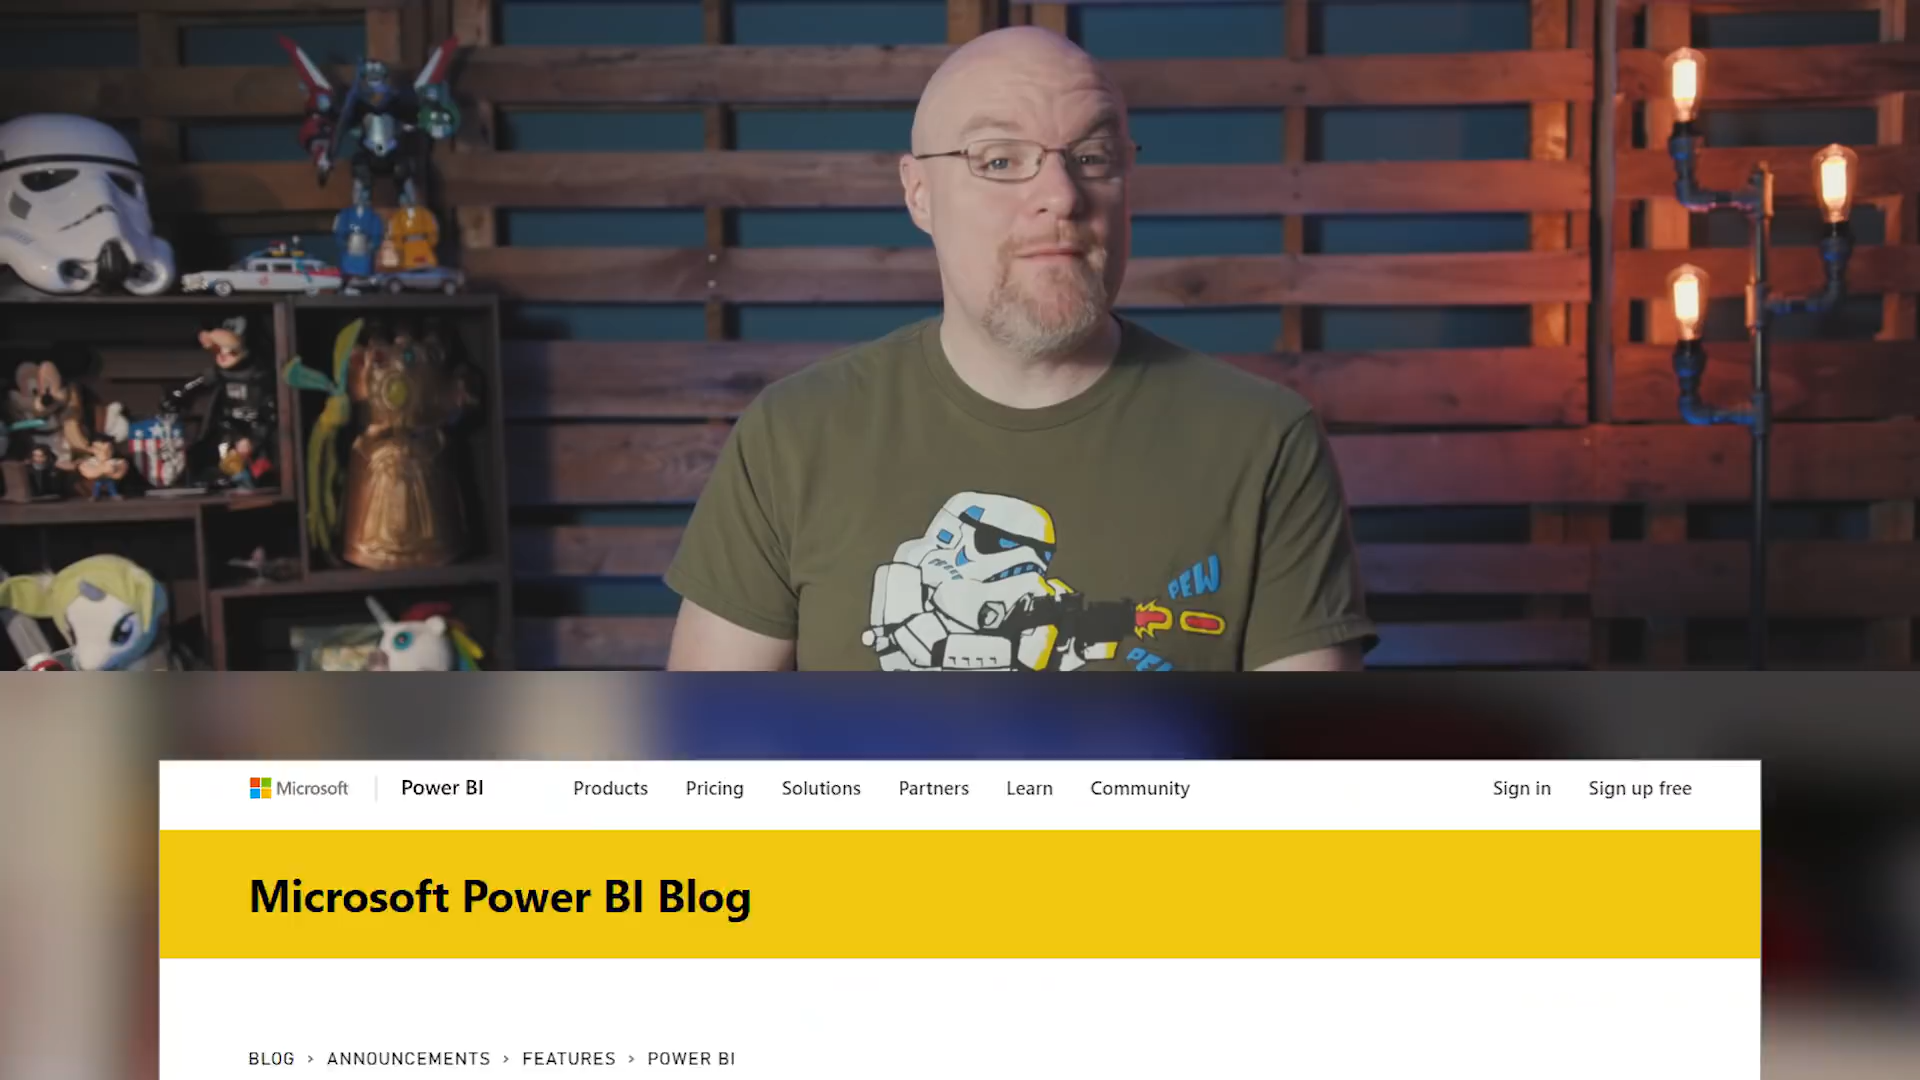 PEW
PEW
Microsoft
Power BI
Products
Pricing
Solutions
Partners
Learn
Community
Sign in
Sign up free
Microsoft Power BI Blog
BLOG › ANNOUNCEMENTS › FEATURES › POWER BI